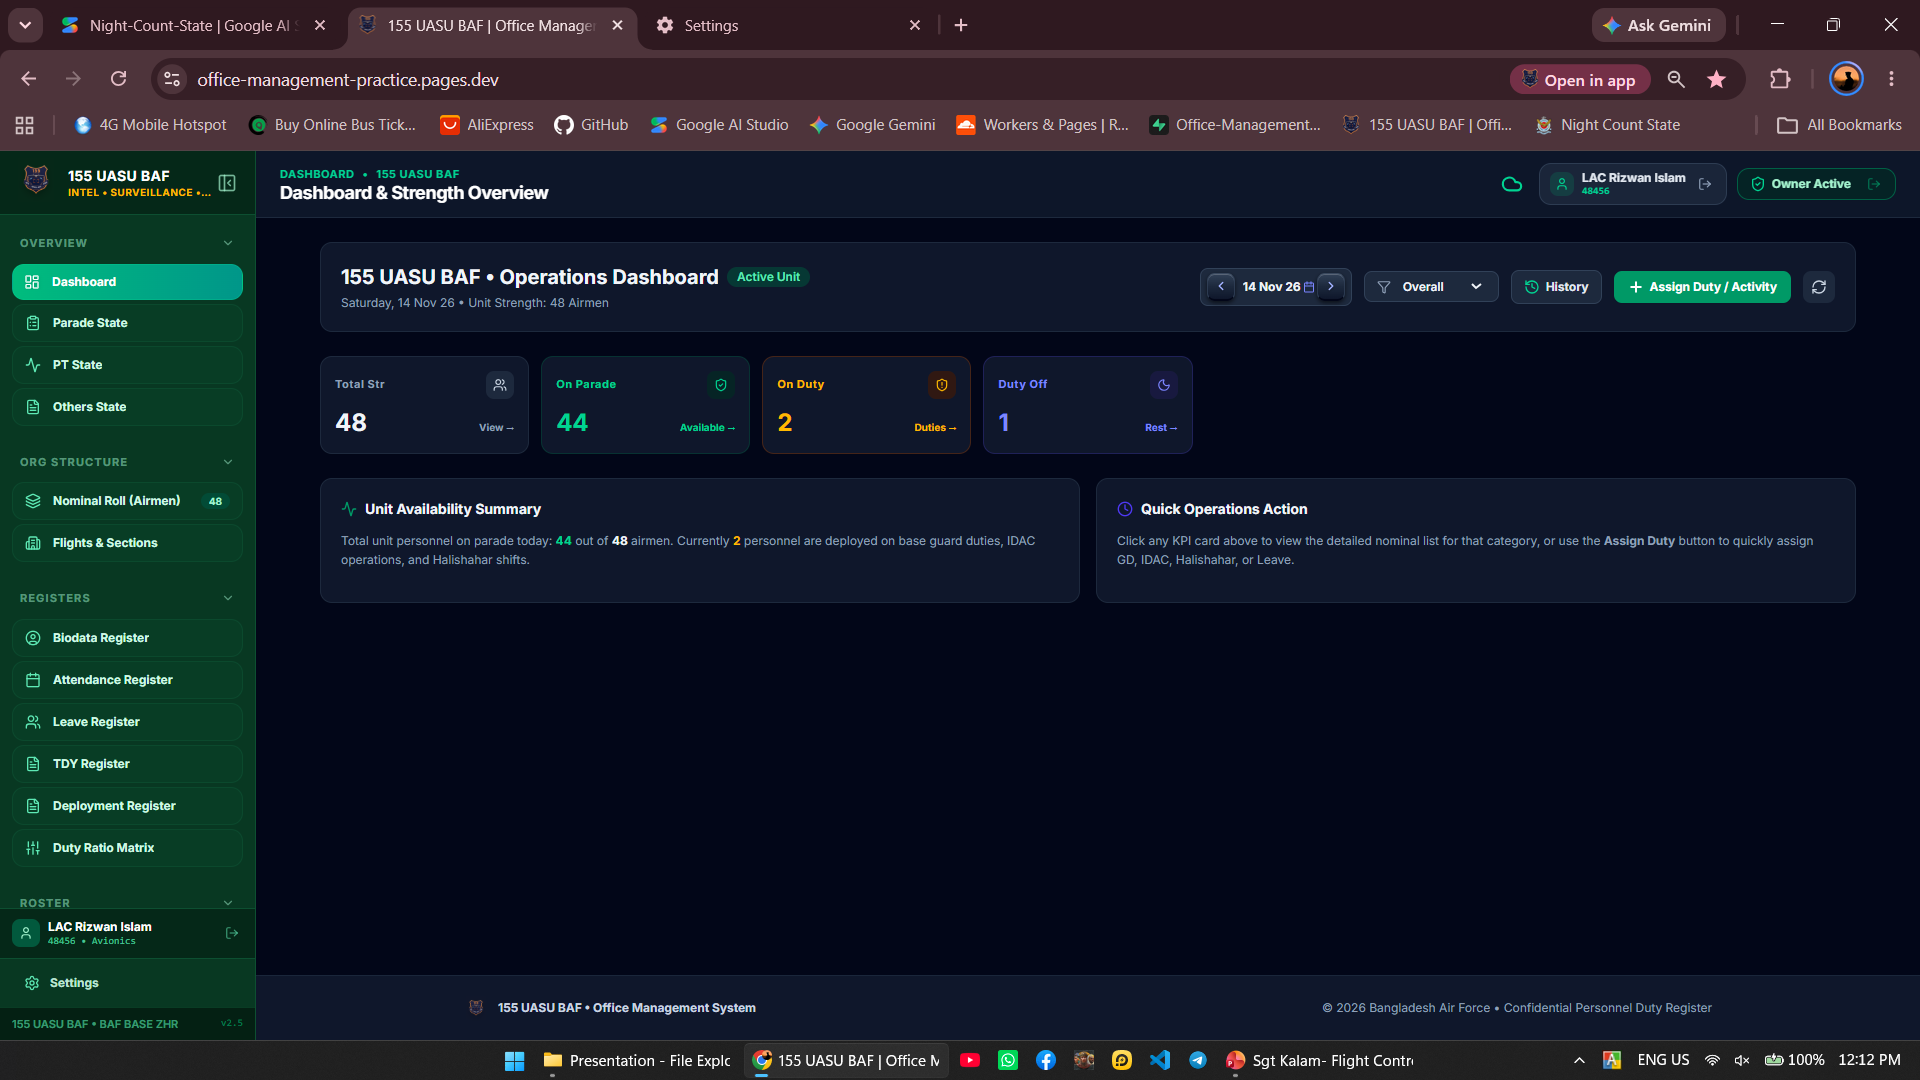 Night-Count-State | Google AI S
155 UASU BAF | Office Manage
Settings
Ask Gemini
office-management-practice.pages.dev
Open in app
4G Mobile Hotspot
Buy Online Bus Tick...
AliExpress
GitHub
Google AI Studio
Google Gemini
Workers & Pages | R...
Office-Management...
155 UASU BAF | Offi...
Night Count State
All Bookmarks
155 UASU BAF
INTEL • SURVEILLANCE •...
DASHBOARD • 155 UASU BAF
Dashboard & Strength Overview
LAC Rizwan Islam
48456
Owner Active
OVERVIEW
Dashboard
Parade State
PT State
Others State
ORG STRUCTURE
Nominal Roll (Airmen) 48
Flights & Sections
REGISTERS
Biodata Register
Attendance Register
Leave Register
TDY Register
Deployment Register
Duty Ratio Matrix
ROSTER
LAC Rizwan Islam
48456 • Avionics
Settings
155 UASU BAF • BAF BASE ZHR v2.5
155 UASU BAF • Operations Dashboard Active Unit
Saturday, 14 Nov 26 • Unit Strength: 48 Airmen
14 Nov 26
Overall
History
+ Assign Duty / Activity
Total Str
48
View →
On Parade
44
Available →
On Duty
2
Duties →
Duty Off
1
Rest →
Unit Availability Summary
Total unit personnel on parade today: 44 out of 48 airmen. Currently 2 personnel are deployed on base guard duties, IDAC
operations, and Halishahar shifts.
Quick Operations Action
Click any KPI card above to view the detailed nominal list for that category, or use the Assign Duty button to quickly assign
GD, IDAC, Halishahar, or Leave.
155 UASU BAF • Office Management System
© 2026 Bangladesh Air Force • Confidential Personnel Duty Register
Presentation - File Explo
155 UASU BAF | Office M
Sgt Kalam- Flight Contro
ENG US
100%
12:12 PM